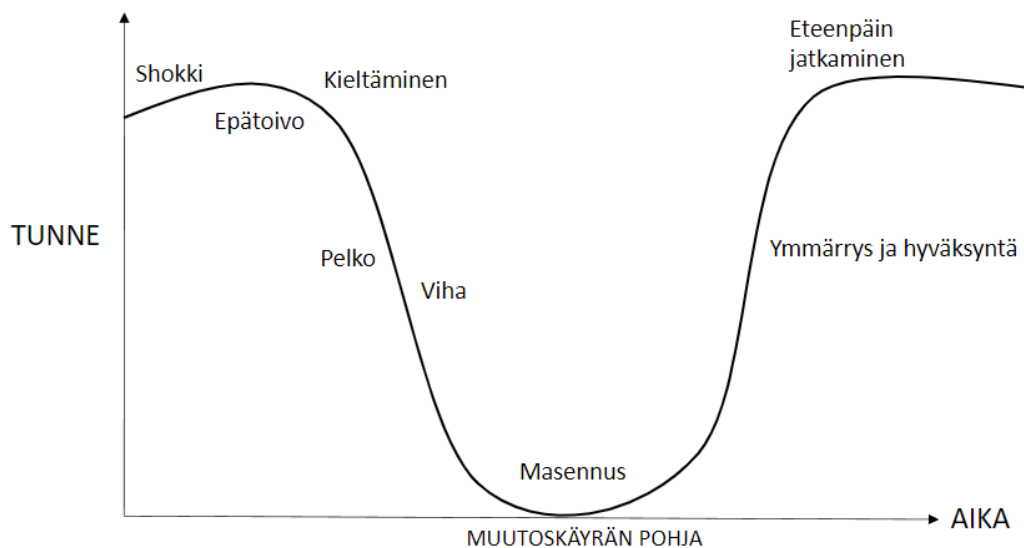 Eteenpäin
jatkaminen
Shokki
Kieltäminen
Epätoivo
TUNNE
Pelko
Ymmärrys ja hyväksyntä
Viha
Masennus
AIKA
MUUTOSKÄYRÄN POHJA